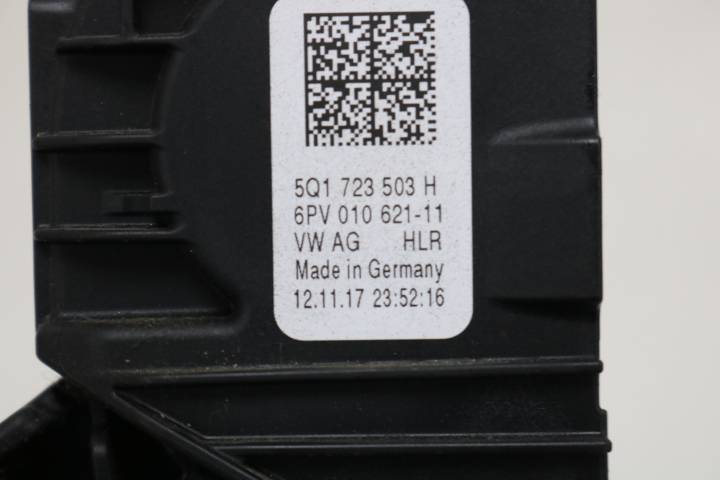 5Q1 723 503 H
6PV 010 621-11
VW AG HLR
Made in Germany
12.11.17 23:52:16